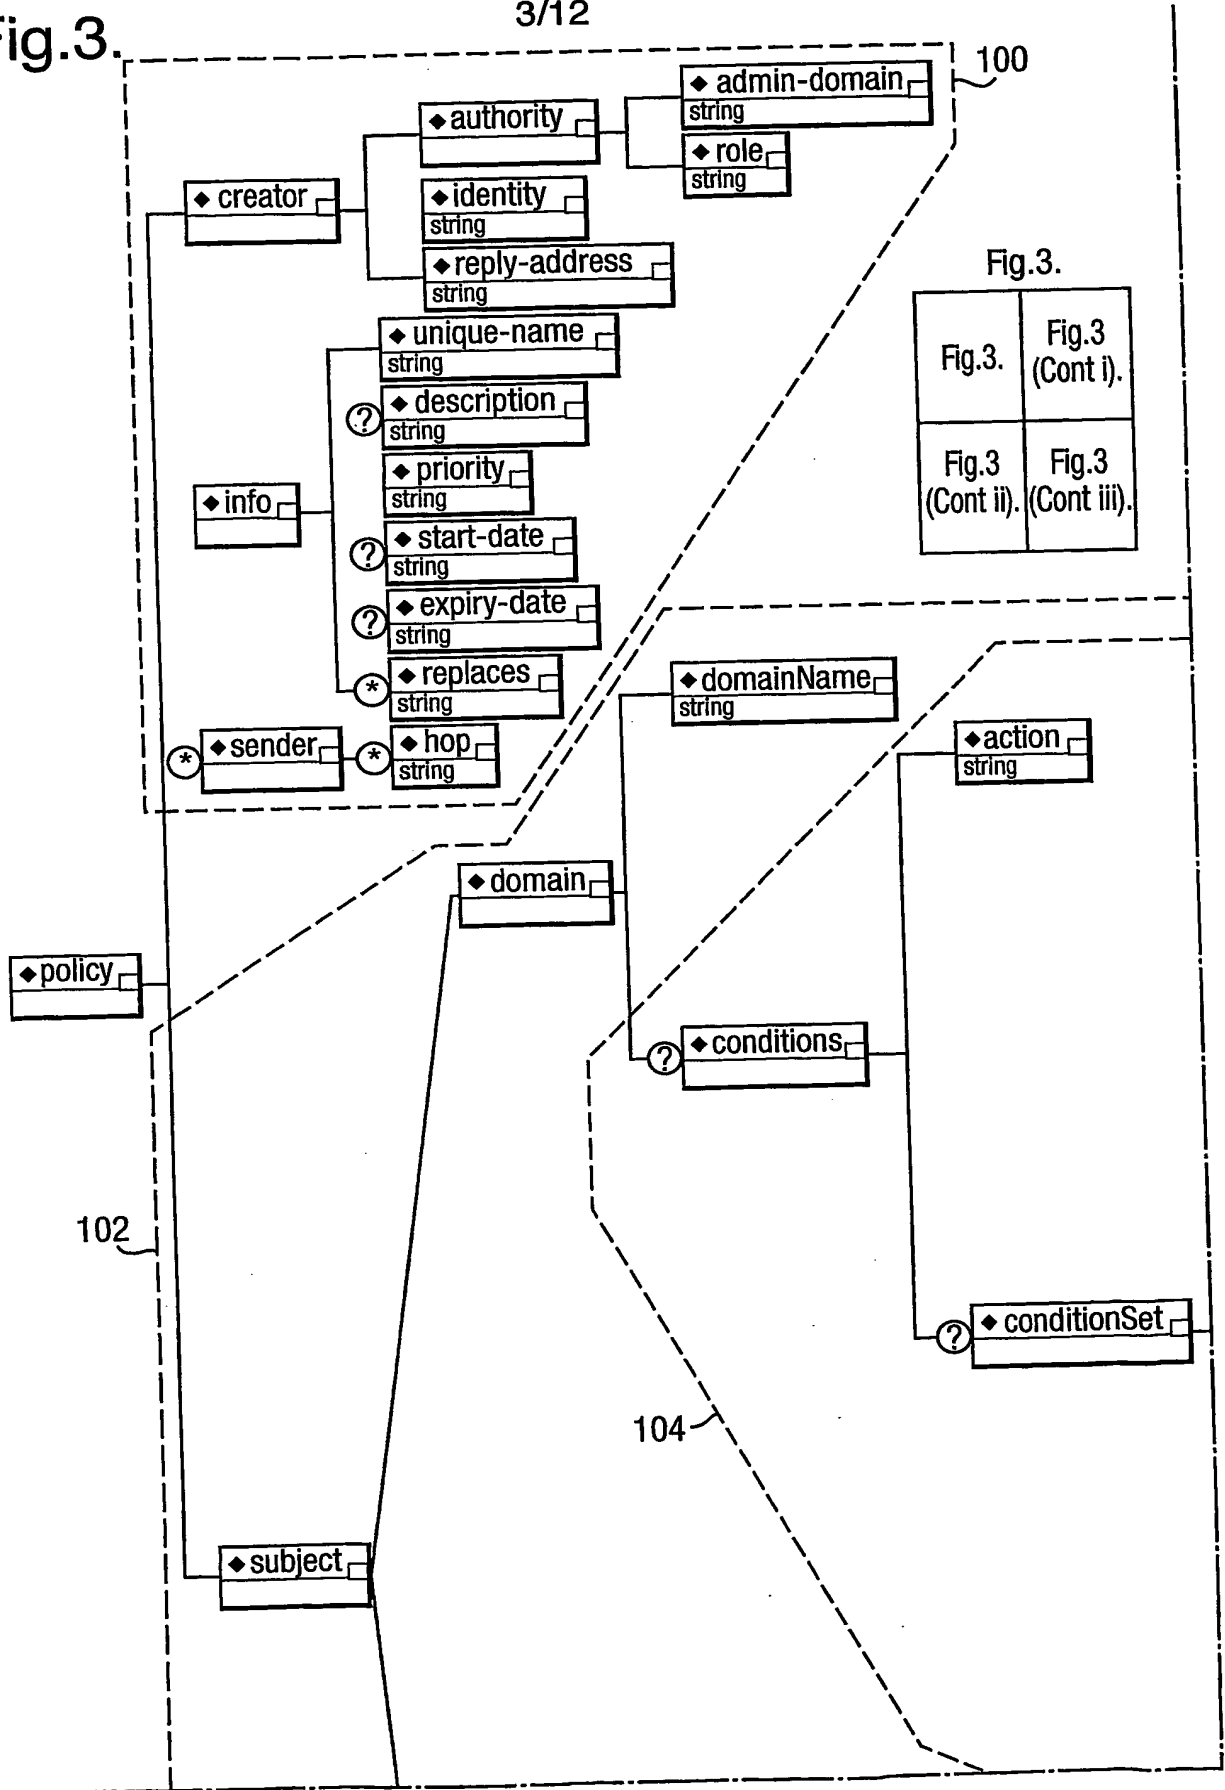 3/12
Fig.3.
100
◆ admin-domain
string
◆ authority
◆ role
string
◆ creator
◆ identity
string
◆ reply-address
string
Fig.3.
Fig.3.
Fig.3
(Cont i).
Fig.3
(Cont ii).
Fig.3
(Cont iii).
◆ unique-name
string
? ◆ description
string
◆ priority
string
◆ info
? ◆ start-date
string
? ◆ expiry-date
string
* ◆ replaces
string
* ◆ sender
* ◆ hop
string
◆ domainName
string
◆ action
string
◆ domain
◆ policy
? ◆ conditions
102
? ◆ conditionSet
104
◆ subject